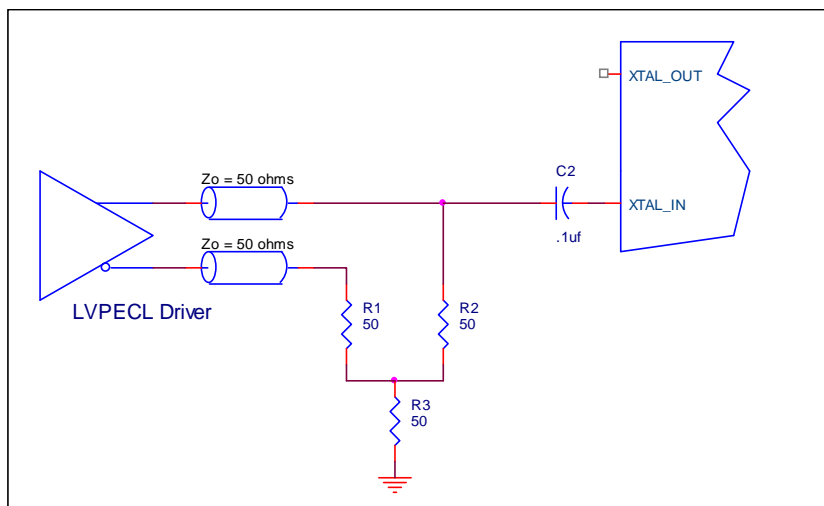 XTAL_OUT
Zo = 50 ohms
C2
XTAL_IN
.1uf
Zo = 50 ohms
LVPECL Driver
R1
50
R2
50
R3
50